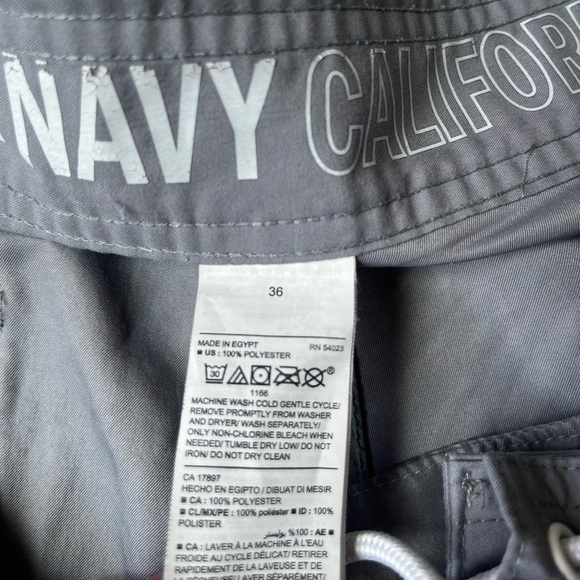 NAVY CALIFOR
36
MADE IN EGYPT RN 54023
■ US : 100% POLYESTER
30
1166
MACHINE WASH COLD GENTLE CYCLE/
REMOVE PROMPTLY FROM WASHER
AND DRYER/ WASH SEPARATELY/
ONLY NON-CHLORINE BLEACH WHEN
NEEDED/ TUMBLE DRY LOW/ DO NOT
IRON/ DO NOT DRY CLEAN
CA 17897
HECHO EN EGIPTO / DIBUAT DI MESIR
■ CA : 100% POLYESTER
■ CL/MX/PE : 100% poliéster ■ ID : 100%
POLISTER
■ AE : %100 بوليستر
■ CA : LAVER À LA MACHINE À L'EAU
FROIDE AU CYCLE DÉLICAT/ RETIRER
RAPIDEMENT DE LA LAVEUSE ET DE